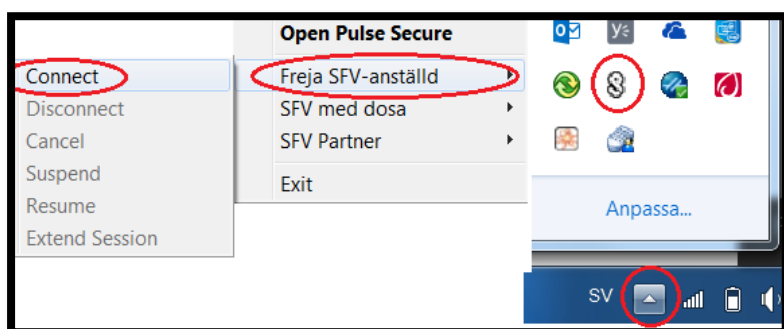 Open Pulse Secure
Freja SFV-anställd
SFV med dosa
SFV Partner
Exit
Connect
Disconnect
Cancel
Suspend
Resume
Extend Session
Anpassa...
SV